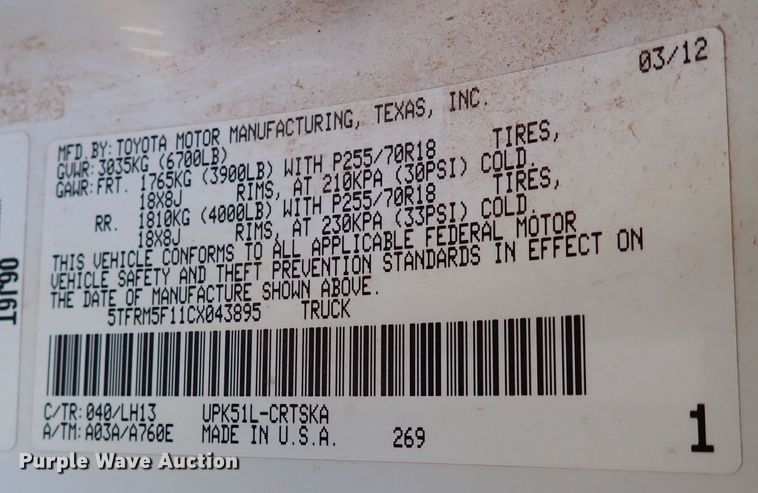 03/12
MFD.BY:TOYOTA MOTOR MANUFACTURING, TEXAS, INC.
GVWR:3035KG (6700LB)
GAWR:FRT. 1765KG (3900LB) WITH P255/70R18 TIRES,
18X8J RIMS, AT 210KPA (30PSI) COLD.
RR. 1810KG (4000LB) WITH P255/70R18 TIRES,
18X8J RIMS, AT 230KPA (33PSI) COLD.
THIS VEHICLE CONFORMS TO ALL APPLICABLE FEDERAL MOTOR
VEHICLE SAFETY AND THEFT PREVENTION STANDARDS IN EFFECT ON
THE DATE OF MANUFACTURE SHOWN ABOVE.
5TFRM5F11CX043895 TRUCK
C/TR:040/LH13 UPK51L-CRTSKA
A/TM:A03A/A760E MADE IN U.S.A. 269
1
Purple Wave Auction